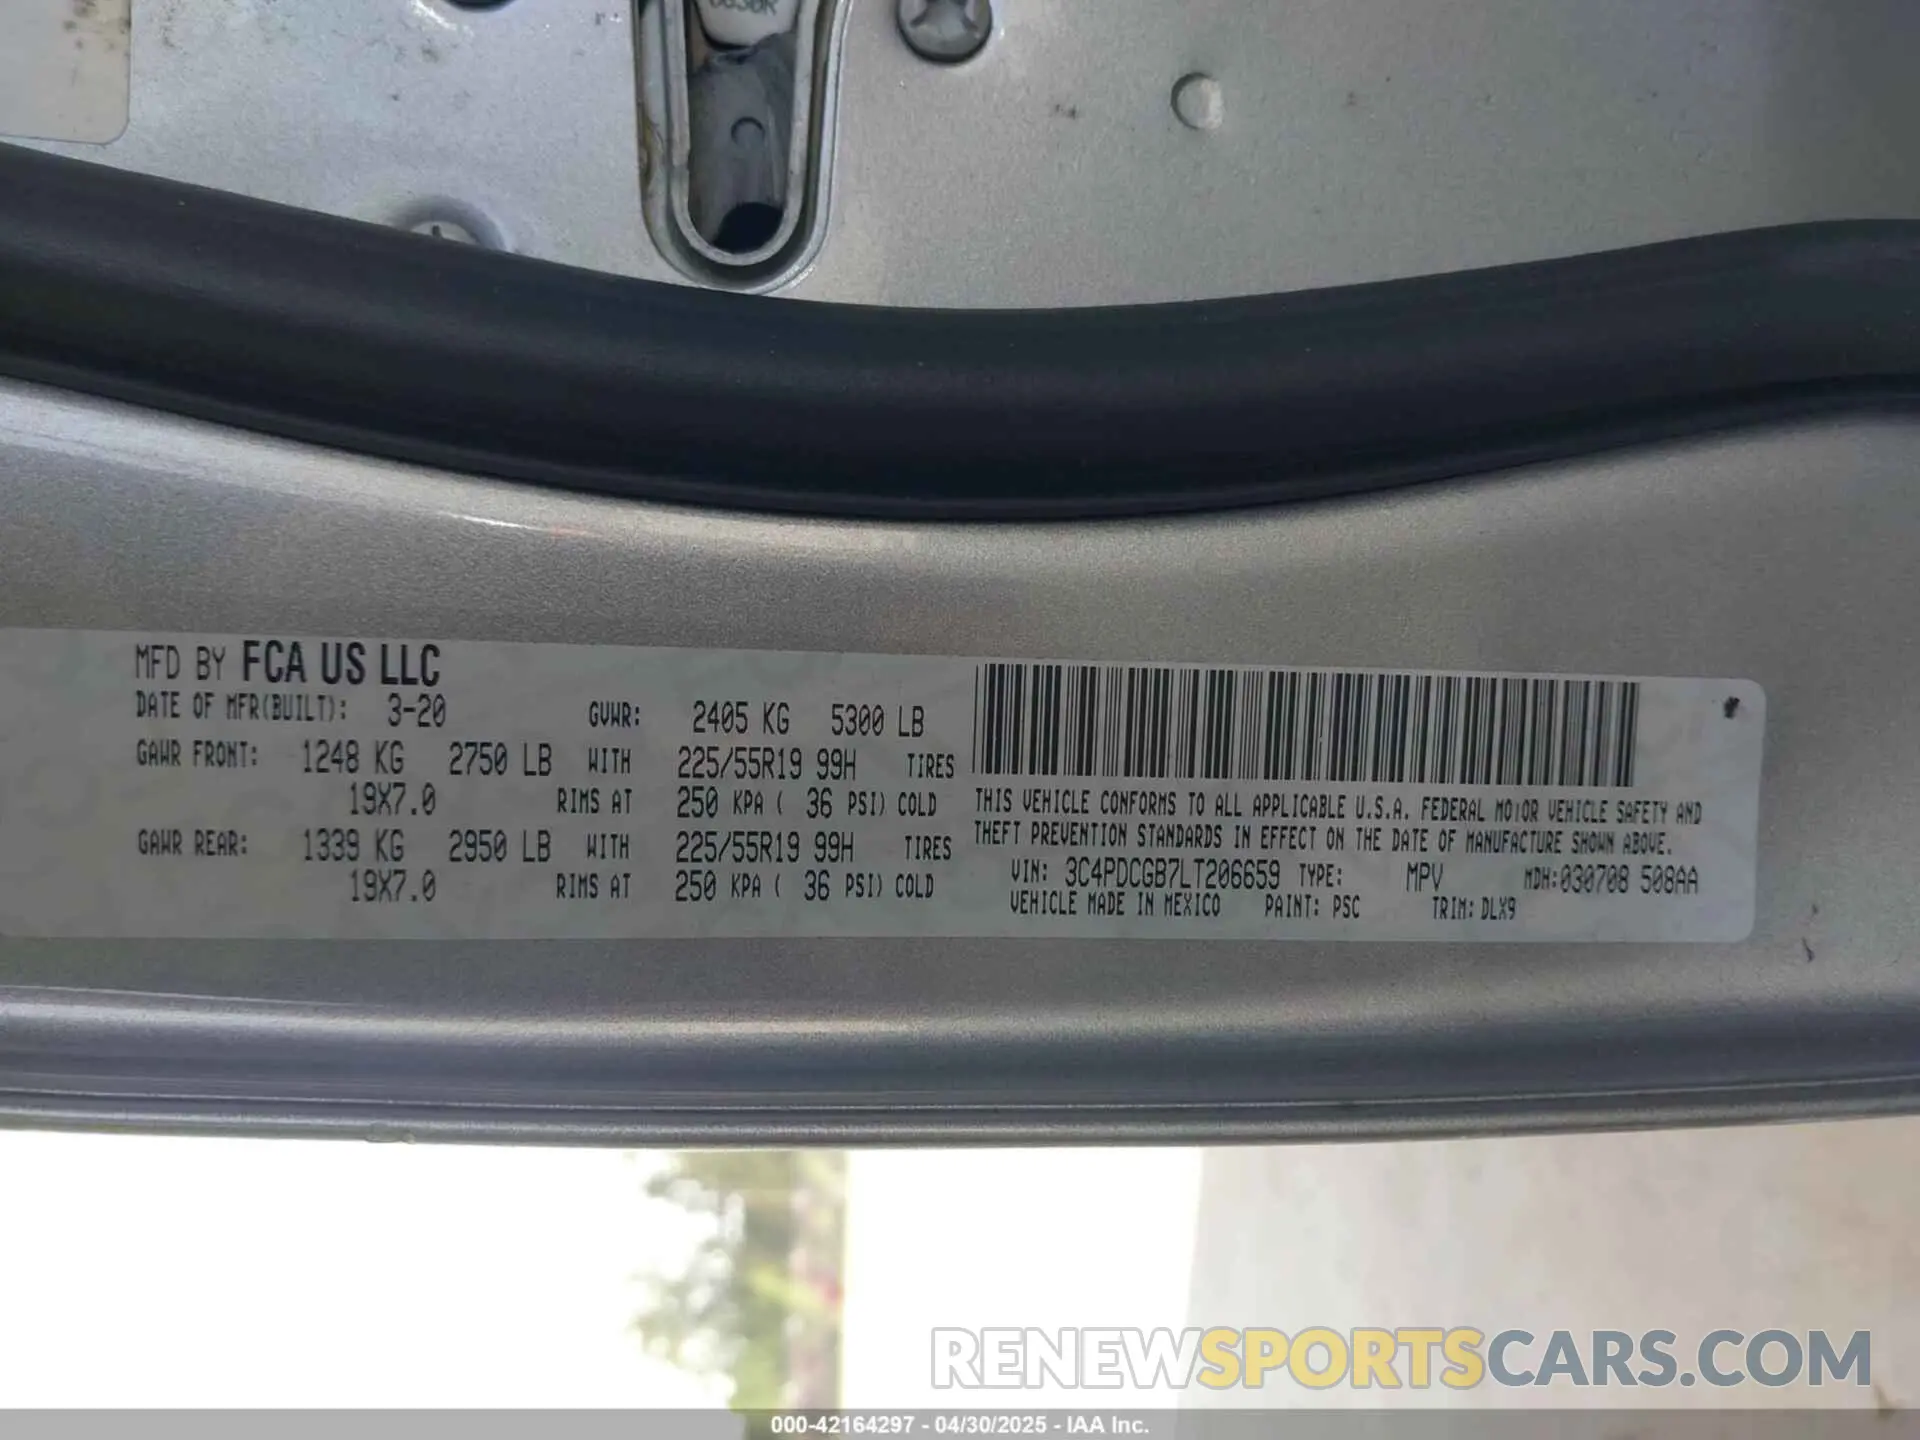 MFD BY FCA US LLC
DATE OF MFR(BUILT): 3-20 GVWR: 2405 KG 5300 LB
GAWR FRONT: 1248 KG 2750 LB WITH 225/55R19 99H TIRES
19X7.0 RIMS AT 250 KPA ( 36 PSI) COLD
GAWR REAR: 1339 KG 2950 LB WITH 225/55R19 99H TIRES
19X7.0 RIMS AT 250 KPA ( 36 PSI) COLD
THIS VEHICLE CONFORMS TO ALL APPLICABLE U.S.A. FEDERAL MOTOR VEHICLE SAFETY AND
THEFT PREVENTION STANDARDS IN EFFECT ON THE DATE OF MANUFACTURE SHOWN ABOVE.
VIN: 3C4PDCGB7LT206659 TYPE: MPV MDH:030708 508AA
VEHICLE MADE IN MEXICO PAINT: PSC TRIM: DLX9
RENEWSPORTSCARS.COM
000-42164297 - 04/30/2025 - IAA Inc.